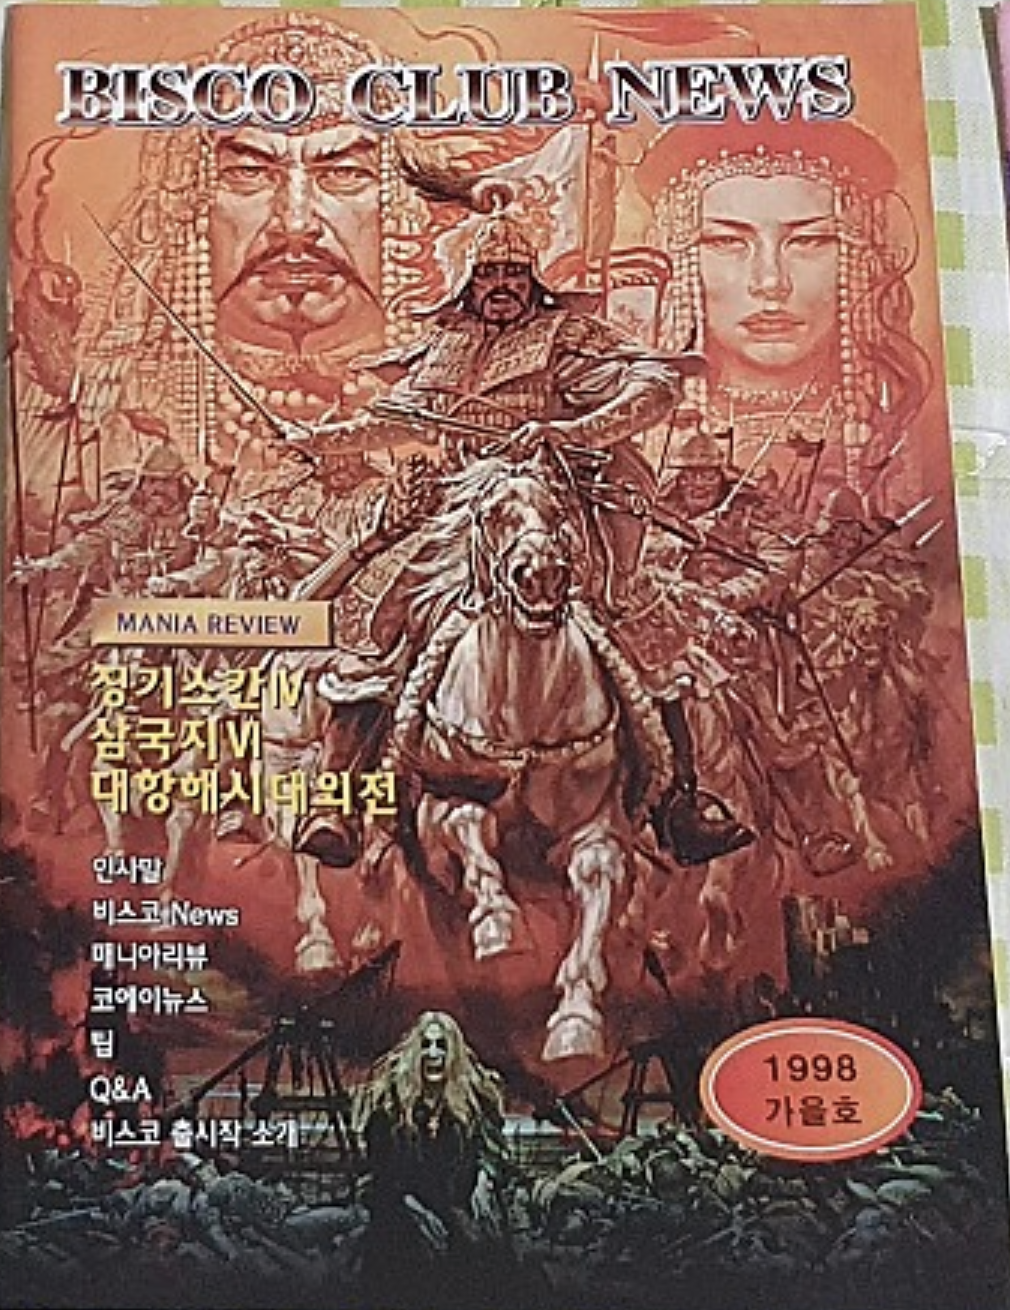 BISCO CLUB NEWS
MANIA REVIEW
징기스칸 IV
삼국지 VI
대항해시대외전
인사말
비스코 News
매니아리뷰
코에이뉴스
팁
Q&A
비스코 출시작 소개
1998
가을호